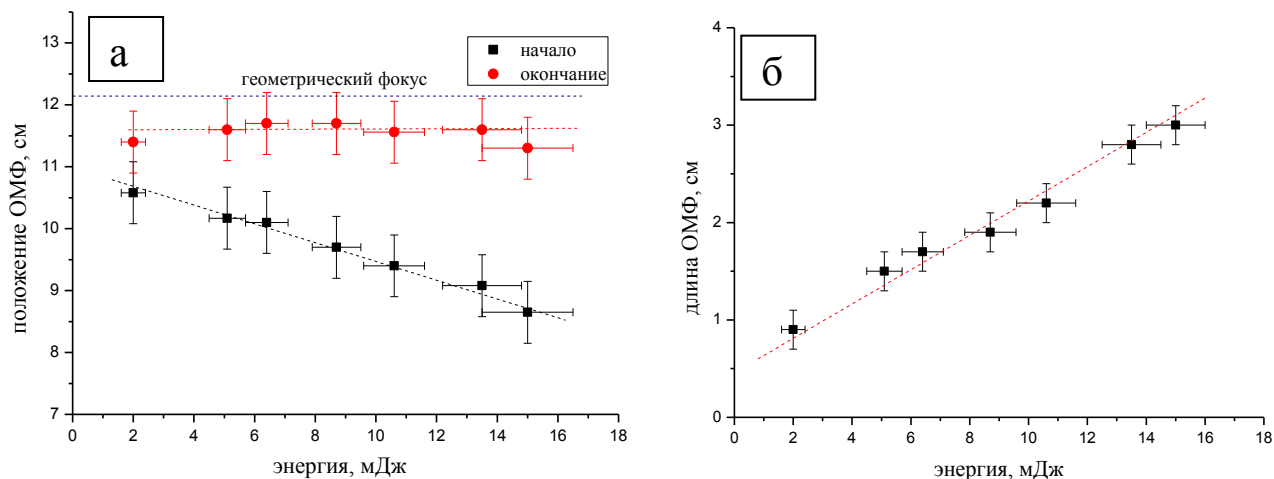 а
начало
окончание
геометрический фокус
положение ОМФ, см
13
12
11
10
9
8
7
0 2 4 6 8 10 12 14 16 18
энергия, мДж
б
длина ОМФ, см
4
3
2
1
0
0 2 4 6 8 10 12 14 16 18
энергия, мДж